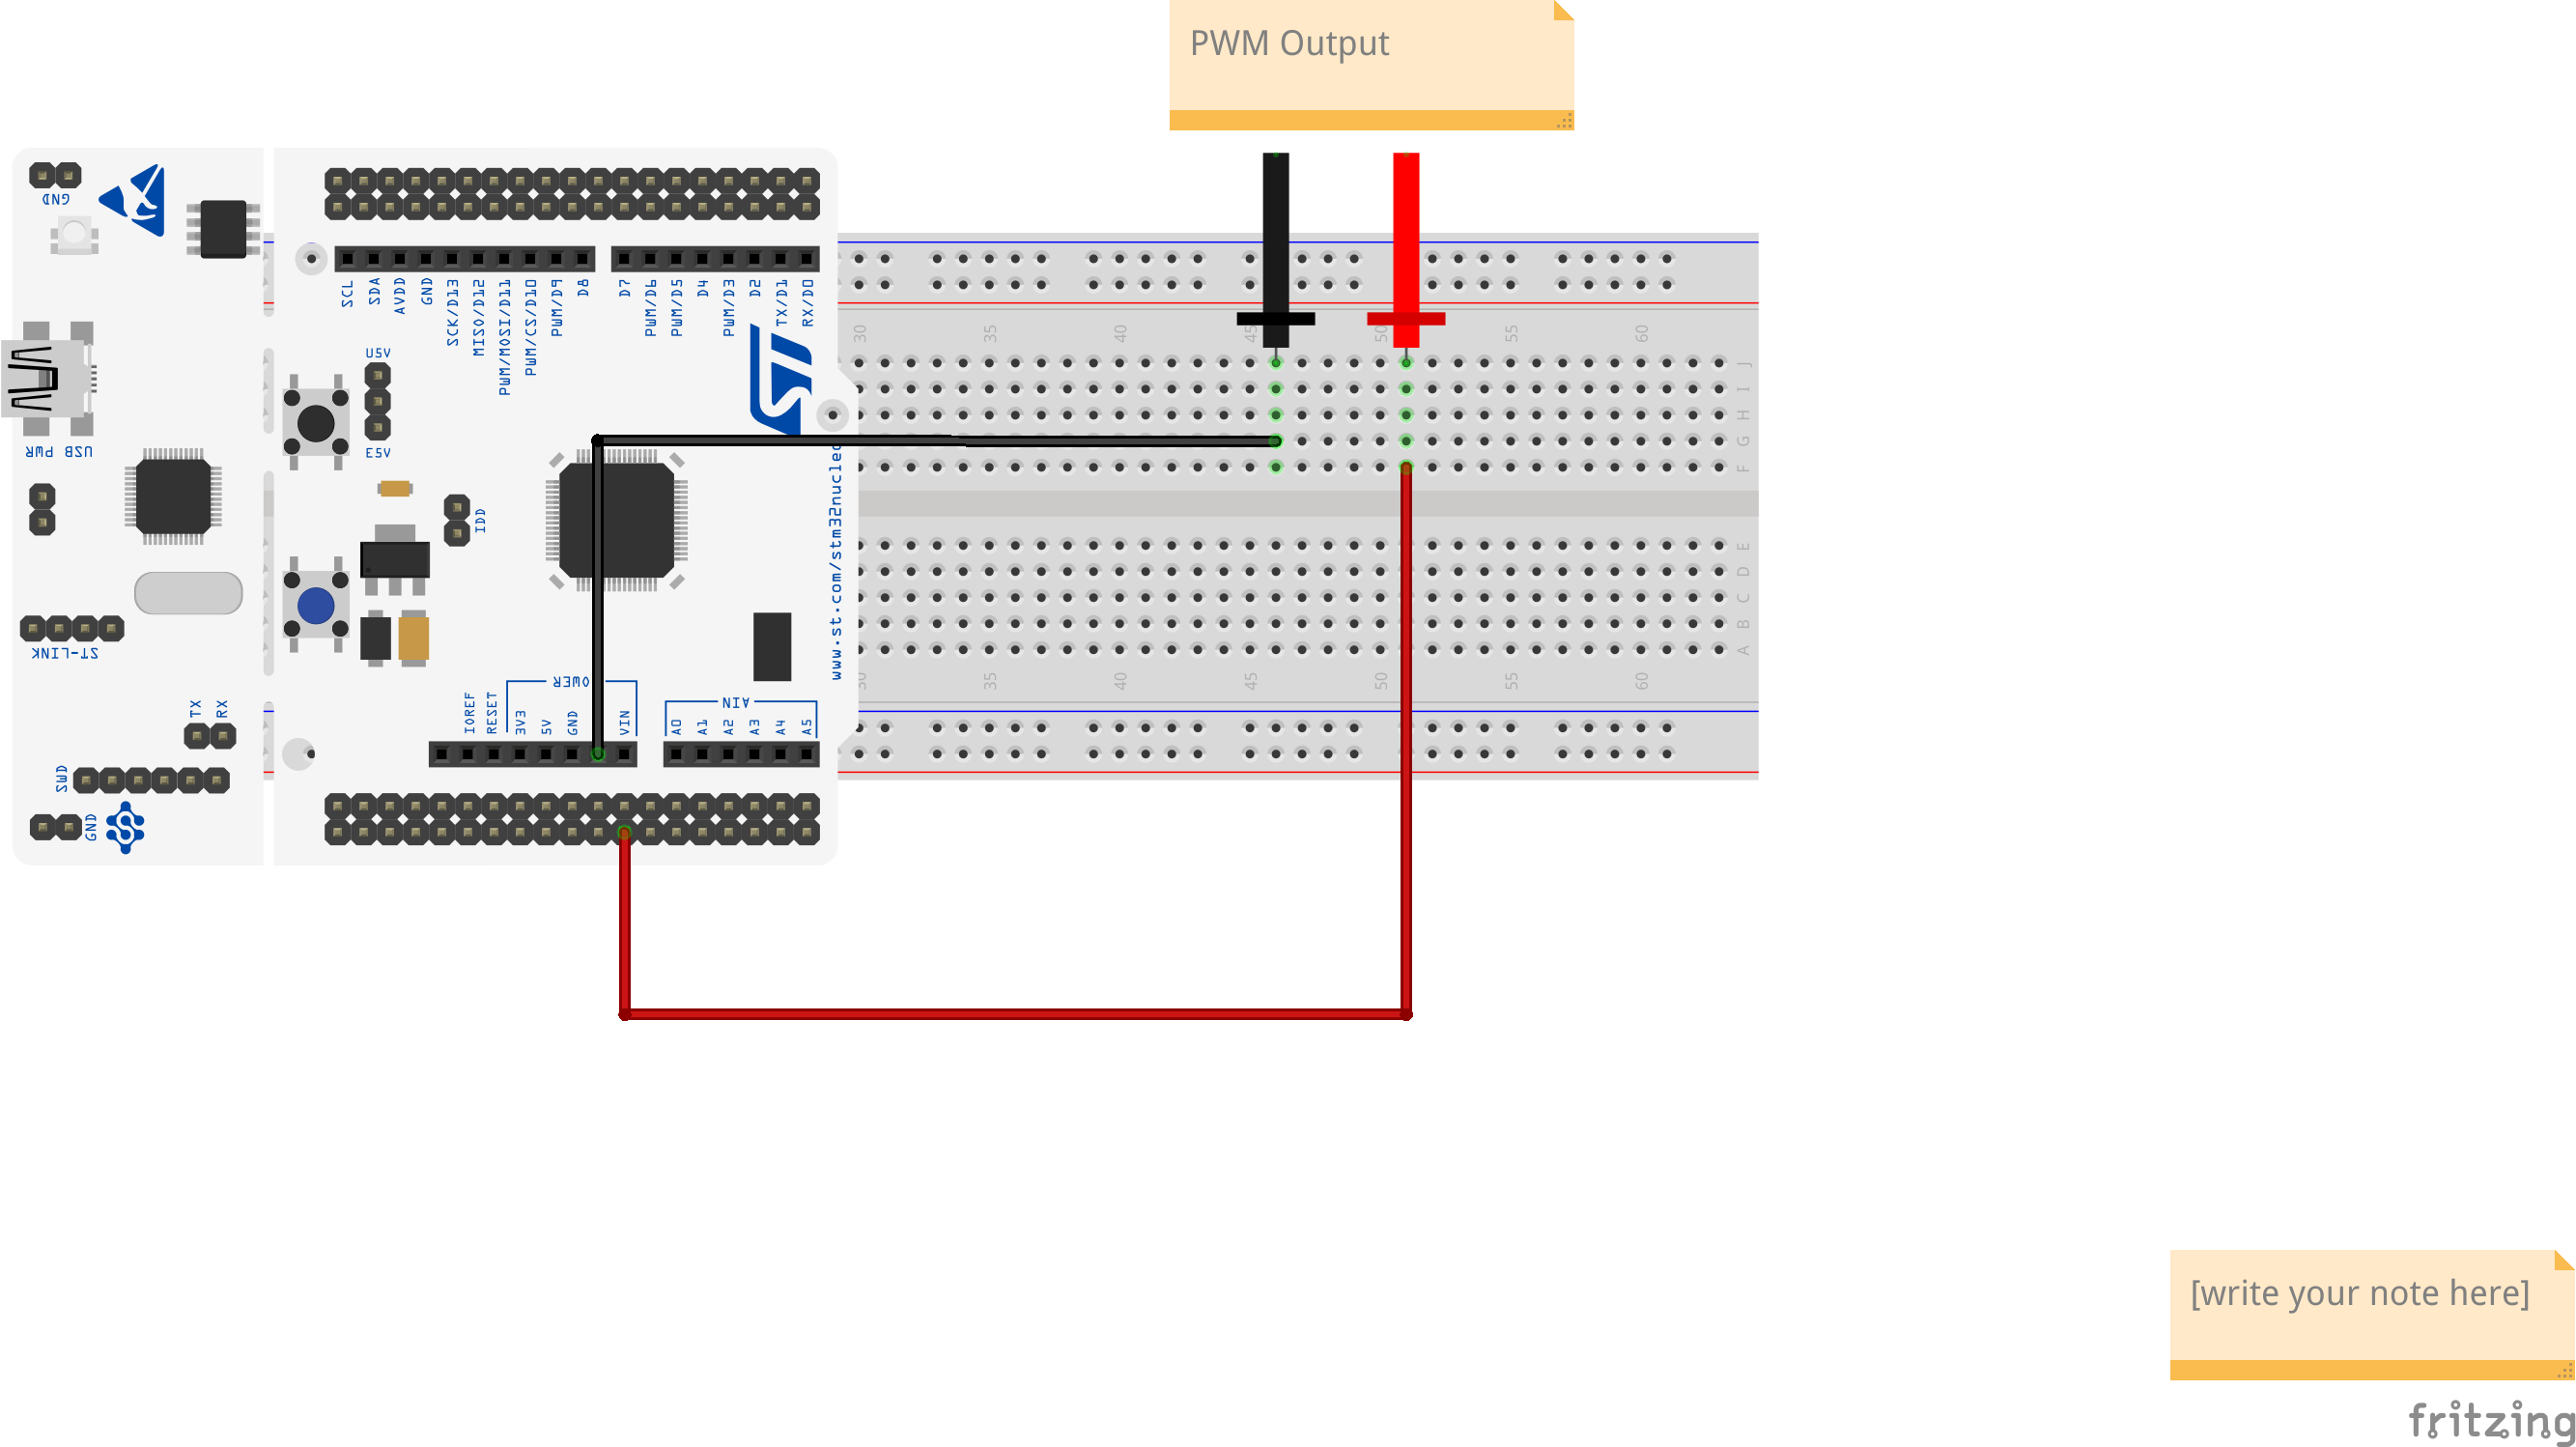 PWM Output
GND
SCL
SDA
AVDD
GND
SCK/D13
MISO/D12
PWM/MOSI/D11
PWM/CS/D10
PWM/D9
D8
D7
PWM/D6
PWM/D5
D4
PWM/D3
D2
TX/D1
RX/D0
30
35
40
45
50
55
60
U5V
E5V
USB PWR
J
I
H
G
F
IDD
www.st.com/stm32nucleo
E
D
C
B
A
ST-LINK
30
35
40
45
50
55
60
TX
RX
OWER
IOREF
RESET
3V3
5V
GND
VIN
AIN
A0
A1
A2
A3
A4
A5
SWD
GND
[write your note here]
fritzing